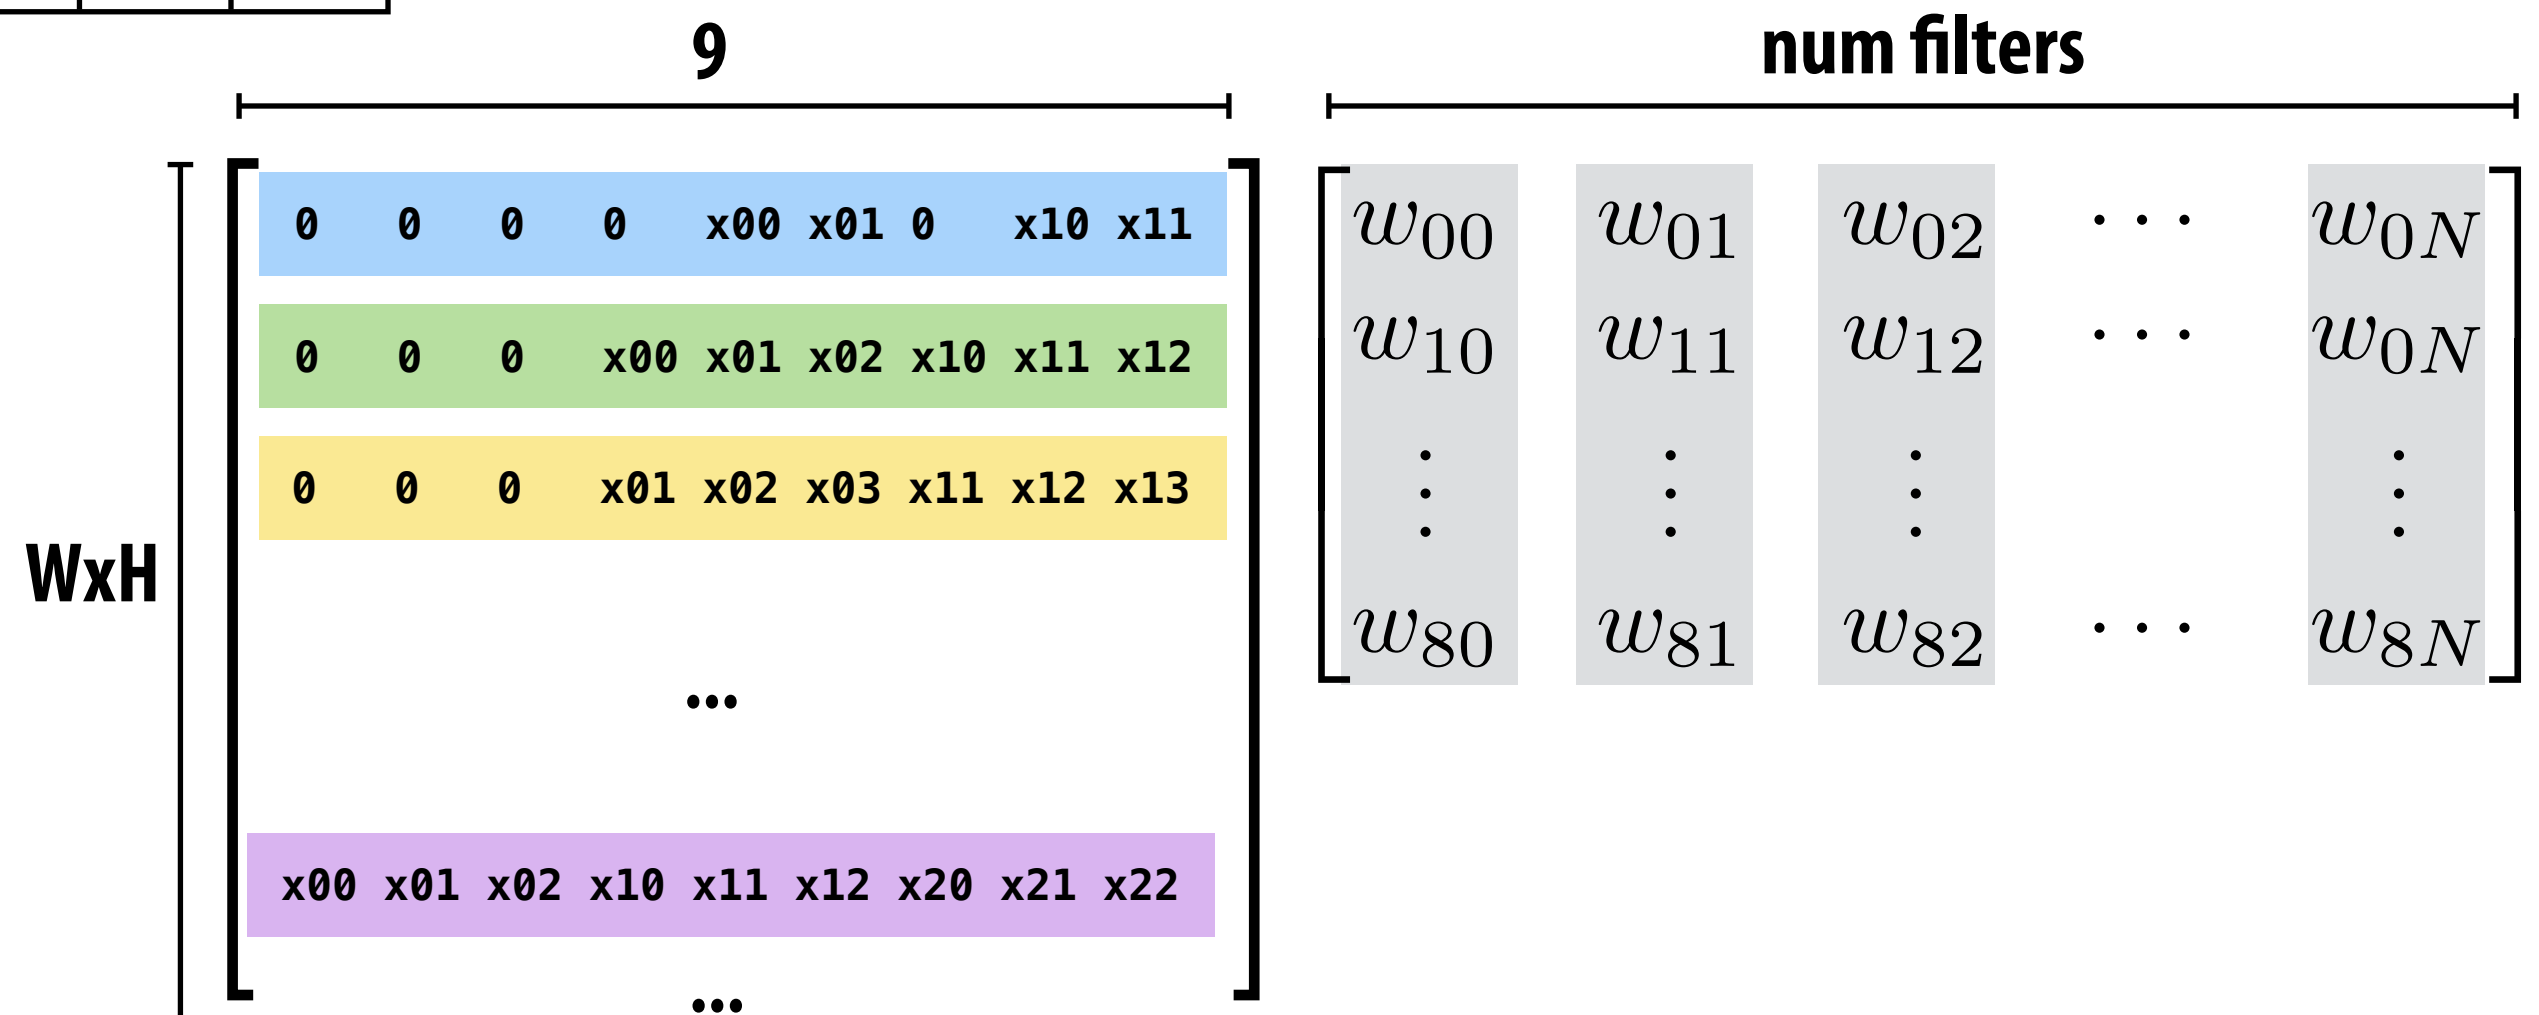 9 num filters
0 0 0 0 x00 x01 0 x10 x11
0 0 0 x00 x01 x02 x10 x11 x12
0 0 0 x01 x02 x03 x11 x12 x13
WxH
...
x00 x01 x02 x10 x11 x12 x20 x21 x22
...
w00 w01 w02 ··· w0N
w10 w11 w12 ··· w0N
⋮ ⋮ ⋮ ⋮
w80 w81 w82 ··· w8N